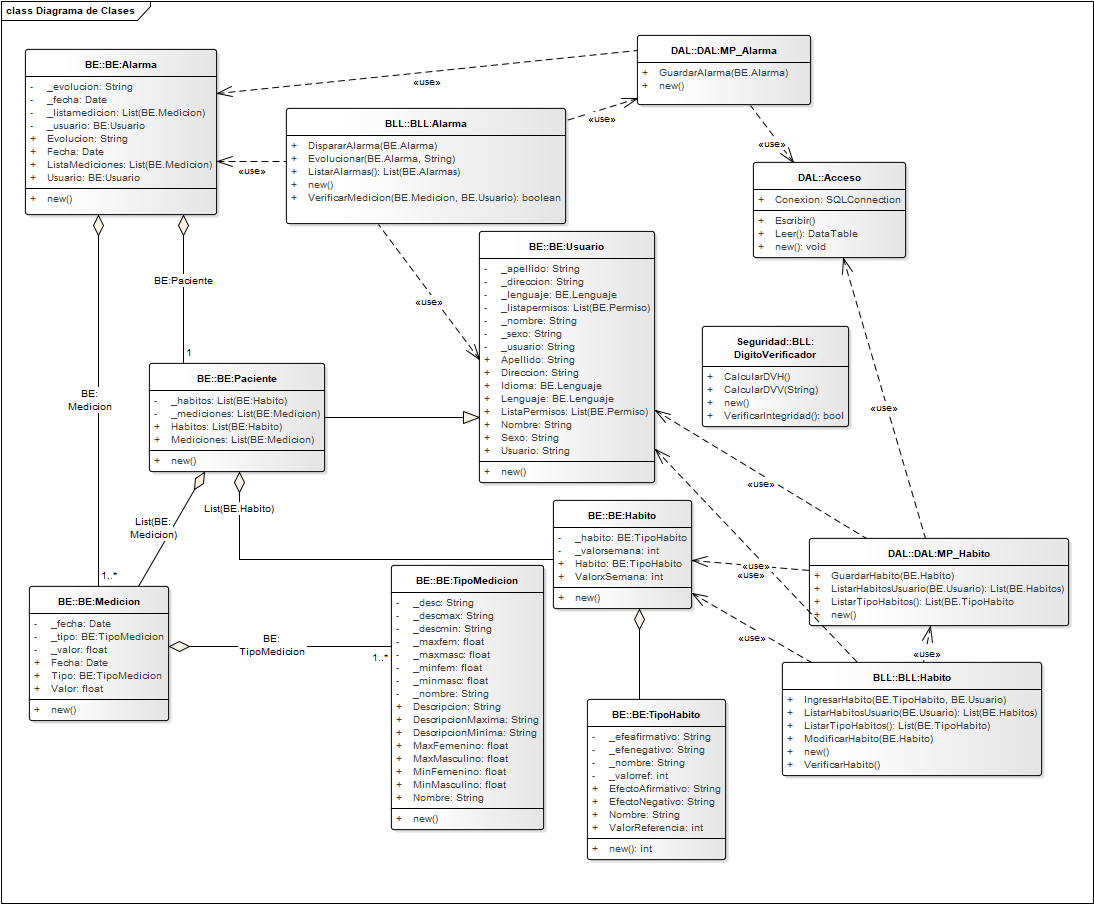 class Diagrama de Clases
BE::BE:Alarma
- _evolucion: String
- _fecha: Date
- _listamedicion: List(BE.Medicion)
- _usuario: BE:Usuario
+ Evolucion: String
+ Fecha: Date
+ ListaMediciones: List(BE.Medicion)
+ Usuario: BE:Usuario
+ new()
DAL::DAL:MP_Alarma
+ GuardarAlarma(BE.Alarma)
+ new()
«use»
«use»
«use»
«use»
BLL::BLL:Alarma
+ DispararAlarma(BE.Alarma)
+ Evolucionar(BE.Alarma, String)
+ ListarAlarmas(): List(BE.Alarmas)
+ new()
+ VerificarMedicion(BE.Medicion, BE.Usuario): boolean
DAL::Acceso
+ Conexion: SQLConnection
+ Escribir()
+ Leer(): DataTable
+ new(): void
BE::BE:Usuario
- _apellido: String
- _direccion: String
- _lenguaje: BE.Lenguaje
- _listapermisos: List(BE.Permiso)
- _nombre: String
- _sexo: String
- _usuario: String
+ Apellido: String
+ Direccion: String
+ Idioma: BE.Lenguaje
+ Lenguaje: BE.Lenguaje
+ ListaPermisos: List(BE.Permiso)
+ Nombre: String
+ Sexo: String
+ Usuario: String
+ new()
«use»
BE:Paciente
1
BE:
Medicion
1..*
Seguridad::BLL:
DigitoVerificador
+ CalcularDVH()
+ CalcularDVV(String)
+ new()
+ VerificarIntegridad(): bool
BE::BE:Paciente
- _habitos: List(BE:Habito)
- _mediciones: List(BE:Medicion)
+ Habitos: List(BE:Habito)
+ Mediciones: List(BE:Medicion)
+ new()
«use»
«use»
List(BE.Habito)
List(BE:
Medicion)
BE::BE:Habito
- _habito: BE:TipoHabito
- _valorsemana: int
+ Habito: BE:TipoHabito
+ ValorxSemana: int
+ new()
«use»
«use»
«use»
«use»
DAL::DAL:MP_Habito
+ GuardarHabito(BE.Habito)
+ ListarHabitosUsuario(BE.Usuario): List(BE.Habitos)
+ ListarTipoHabitos(): List(BE.TipoHabito
+ new()
BE::BE:Medicion
- _fecha: Date
- _tipo: BE:TipoMedicion
- _valor: float
+ Fecha: Date
+ Tipo: BE:TipoMedicion
+ Valor: float
+ new()
BE:
TipoMedicion
1..*
BE::BE:TipoMedicion
- _desc: String
- _descmax: String
- _descmin: String
- _maxfem: float
- _maxmasc: float
- _minfem: float
- _minmasc: float
- _nombre: String
+ Descripcion: String
+ DescripcionMaxima: String
+ DescripcionMinima: String
+ MaxFemenino: float
+ MaxMasculino: float
+ MinFemenino: float
+ MinMasculino: float
+ Nombre: String
+ new()
BLL::BLL:Habito
+ IngresarHabito(BE.TipoHabito, BE.Usuario)
+ ListarHabitosUsuario(BE.Usuario): List(BE.Habitos)
+ ListarTipoHabitos(): List(BE.TipoHabito)
+ ModificarHabito(BE.Habito)
+ new()
+ VerificarHabito()
BE::BE:TipoHabito
- _efeafirmativo: String
- _efenegativo: String
- _nombre: String
- _valorref: int
+ EfectoAfirmativo: String
+ EfectoNegativo: String
+ Nombre: String
+ ValorReferencia: int
+ new(): int